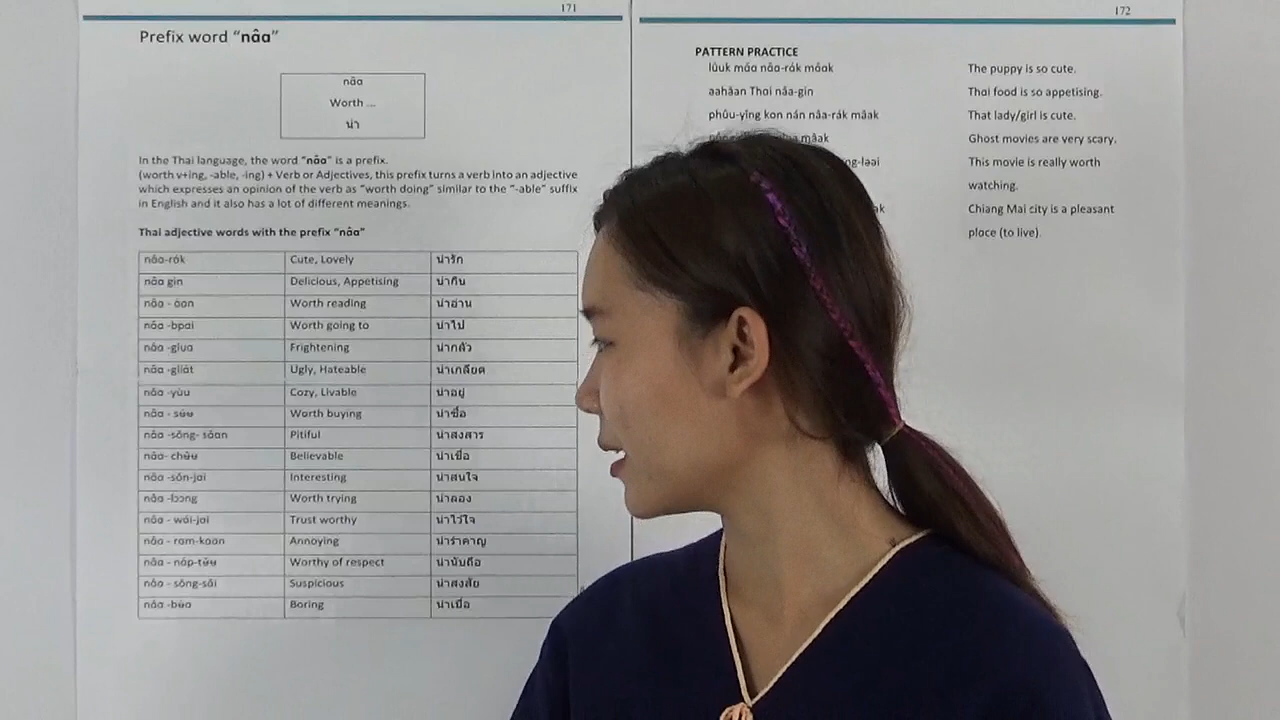 171
Prefix word “nâa”
nâa
Worth ...
น่า
In the Thai language, the word “nâa” is a prefix.
(worth v+ing, -able, -ing) + Verb or Adjectives, this prefix turns a verb into an adjective
which expresses an opinion of the verb as “worth doing” similar to the “-able” suffix
in English and it also has a lot of different meanings.
Thai adjective words with the prefix “nâa”
nâa-rák Cute, Lovely น่ารัก
nâa gin Delicious, Appetising น่ากิน
nâa - àan Worth reading น่าอ่าน
nâa -bpai Worth going to น่าไป
nâa -glua Frightening น่ากลัว
nâa -gliàt Ugly, Hateable น่าเกลียด
nâa -yùu Cozy, Livable น่าอยู่
nâa - súʉ Worth buying น่าซื้อ
nâa -sǒng- sǎan Pitiful น่าสงสาร
nâa- chʉ̂ʉ Believable น่าเชื่อ
nâa -sǒn-jai Interesting น่าสนใจ
nâa -lɔɔng Worth trying น่าลอง
nâa - wái-jai Trust worthy น่าไว้ใจ
nâa - ram-kaan Annoying น่ารำคาญ
nâa - náp-tʉ̌ʉ Worthy of respect น่านับถือ
nâa - sǒng-sǎi Suspicious น่าสงสัย
nâa -bùa Boring น่าเบื่อ
172
PATTERN PRACTICE
lûuk mǎa nâa-rák mâak The puppy is so cute.
aahǎan Thai nâa-gin Thai food is so appetising.
phûu-yǐng kon nán nâa-rák mâak That lady/girl is cute.
mâak Ghost movies are very scary.
This movie is really worth
watching.
Chiang Mai city is a pleasant
place (to live).